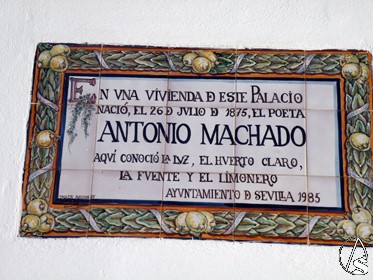 EN VNA VIVIENDA D ESTE PALACIO
NACIÓ, EL 26 D JULIO D 1875, EL POETA
ANTONIO MACHADO
AQUÍ CONOCIÓ LA LVZ, EL HVERTO CLARO,
LA FVENTE Y EL LIMONERO
AYVNTAMIENTO D SEVILLA 1985